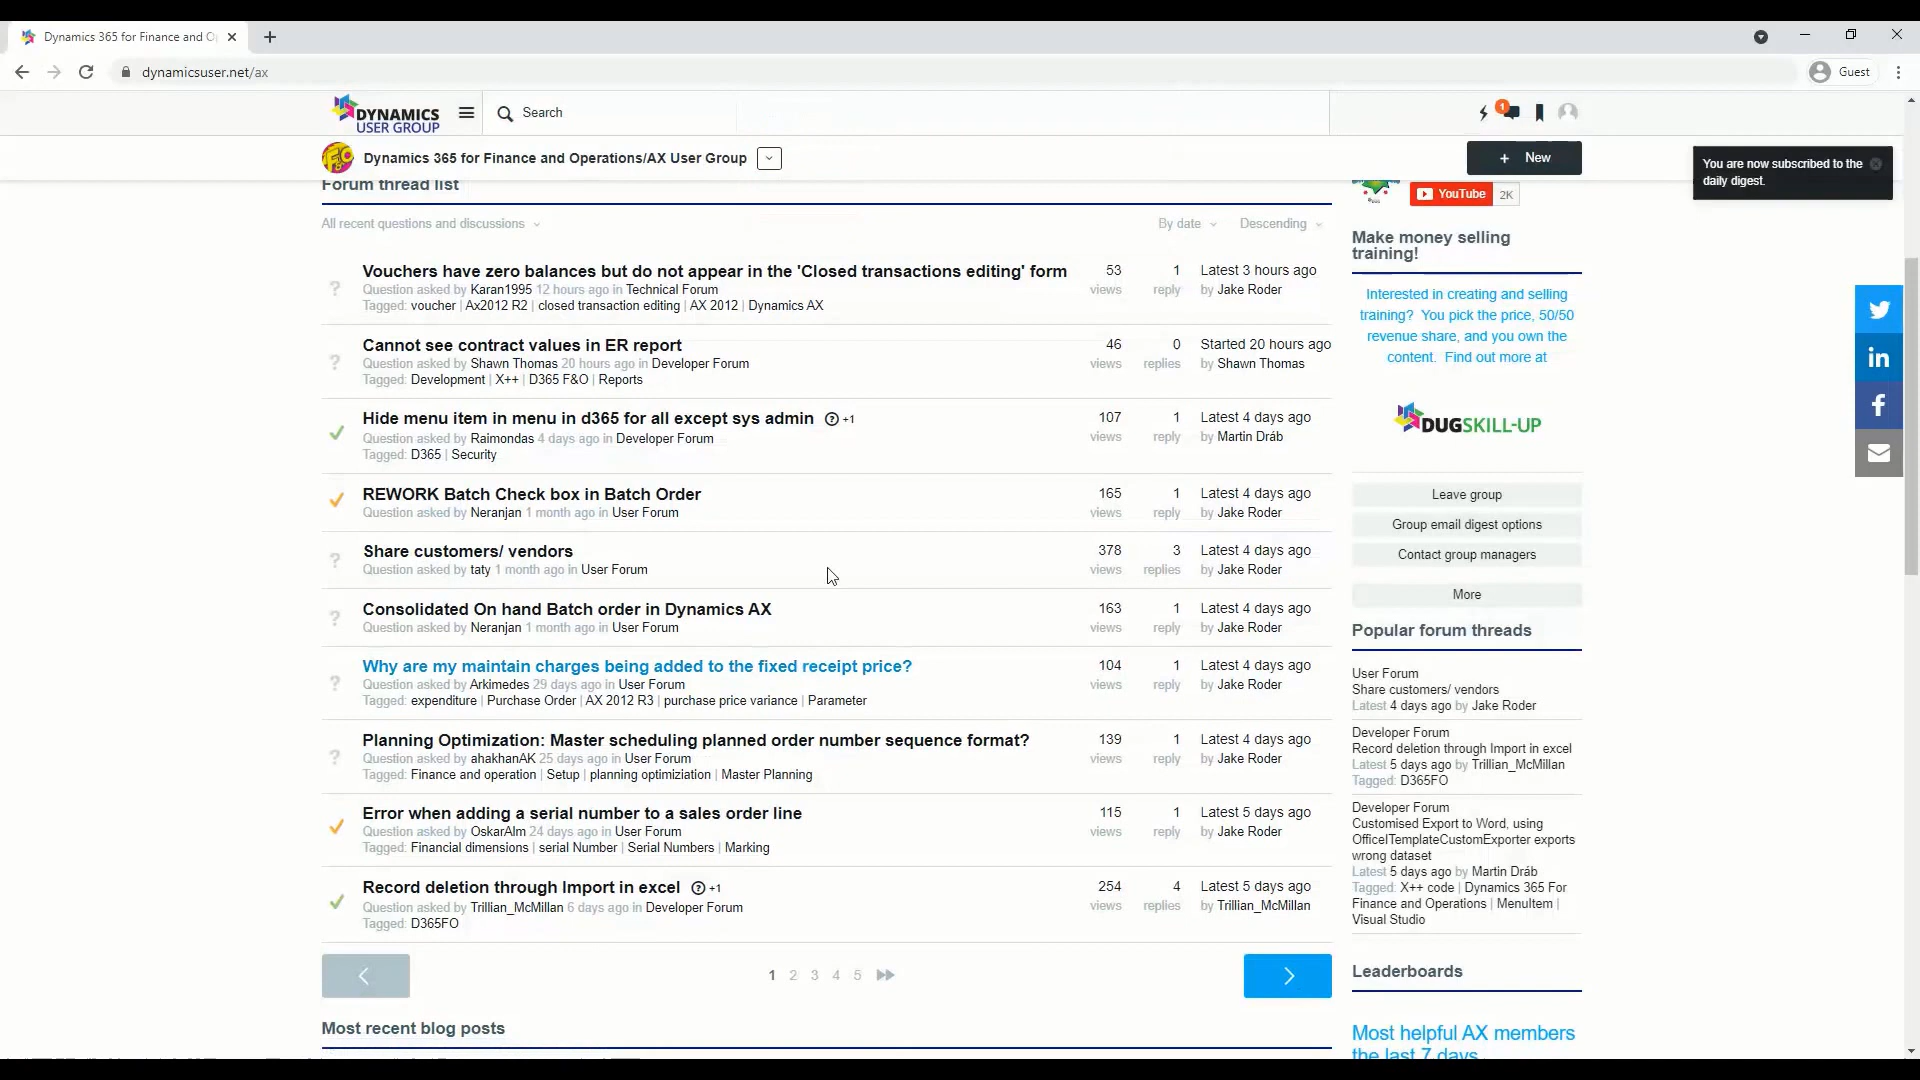 Dynamics 365 for Finance and O
dynamicsuser.net/ax
Guest
DYNAMICS
USER GROUP
Search
1
Dynamics 365 for Finance and Operations/AX User Group
+ New
You are now subscribed to the
daily digest.
Forum thread list
All recent questions and discussions
By date
Descending
Vouchers have zero balances but do not appear in the 'Closed transactions editing' form
Question asked by Karan1995 12 hours ago in Technical Forum
Tagged: voucher | Ax2012 R2 | closed transaction editing | AX 2012 | Dynamics AX
53
views
1
reply
Latest 3 hours ago
by Jake Roder
Cannot see contract values in ER report
Question asked by Shawn Thomas 20 hours ago in Developer Forum
Tagged: Development | X++ | D365 F&O | Reports
46
views
0
replies
Started 20 hours ago
by Shawn Thomas
Hide menu item in menu in d365 for all except sys admin +1
Question asked by Raimondas 4 days ago in Developer Forum
Tagged: D365 | Security
107
views
1
reply
Latest 4 days ago
by Martin Dráb
REWORK Batch Check box in Batch Order
Question asked by Neranjan 1 month ago in User Forum
165
views
1
reply
Latest 4 days ago
by Jake Roder
Share customers/ vendors
Question asked by taty 1 month ago in User Forum
378
views
3
replies
Latest 4 days ago
by Jake Roder
Consolidated On hand Batch order in Dynamics AX
Question asked by Neranjan 1 month ago in User Forum
163
views
1
reply
Latest 4 days ago
by Jake Roder
Why are my maintain charges being added to the fixed receipt price?
Question asked by Arkimedes 29 days ago in User Forum
Tagged: expenditure | Purchase Order | AX 2012 R3 | purchase price variance | Parameter
104
views
1
reply
Latest 4 days ago
by Jake Roder
Planning Optimization: Master scheduling planned order number sequence format?
Question asked by ahakhanAK 25 days ago in User Forum
Tagged: Finance and operation | Setup | planning optimiziation | Master Planning
139
views
1
reply
Latest 4 days ago
by Jake Roder
Error when adding a serial number to a sales order line
Question asked by OskarAlm 24 days ago in User Forum
Tagged: Financial dimensions | serial Number | Serial Numbers | Marking
115
views
1
reply
Latest 5 days ago
by Jake Roder
Record deletion through Import in excel +1
Question asked by Trillian_McMillan 6 days ago in Developer Forum
Tagged: D365FO
254
views
4
replies
Latest 5 days ago
by Trillian_McMillan
1 2 3 4 5
Most recent blog posts
YouTube 2K
Make money selling
training!
Interested in creating and selling
training? You pick the price, 50/50
revenue share, and you own the
content. Find out more at
DUGSKILL-UP
Leave group
Group email digest options
Contact group managers
More
Popular forum threads
User Forum
Share customers/ vendors
Latest 4 days ago by Jake Roder
Developer Forum
Record deletion through Import in excel
Latest 5 days ago by Trillian_McMillan
Tagged: D365FO
Developer Forum
Customised Export to Word, using
OfficeITemplateCustomExporter exports
wrong dataset
Latest 5 days ago by Martin Dráb
Tagged: X++ code | Dynamics 365 For
Finance and Operations | MenuItem |
Visual Studio
Leaderboards
Most helpful AX members
the last 7 days